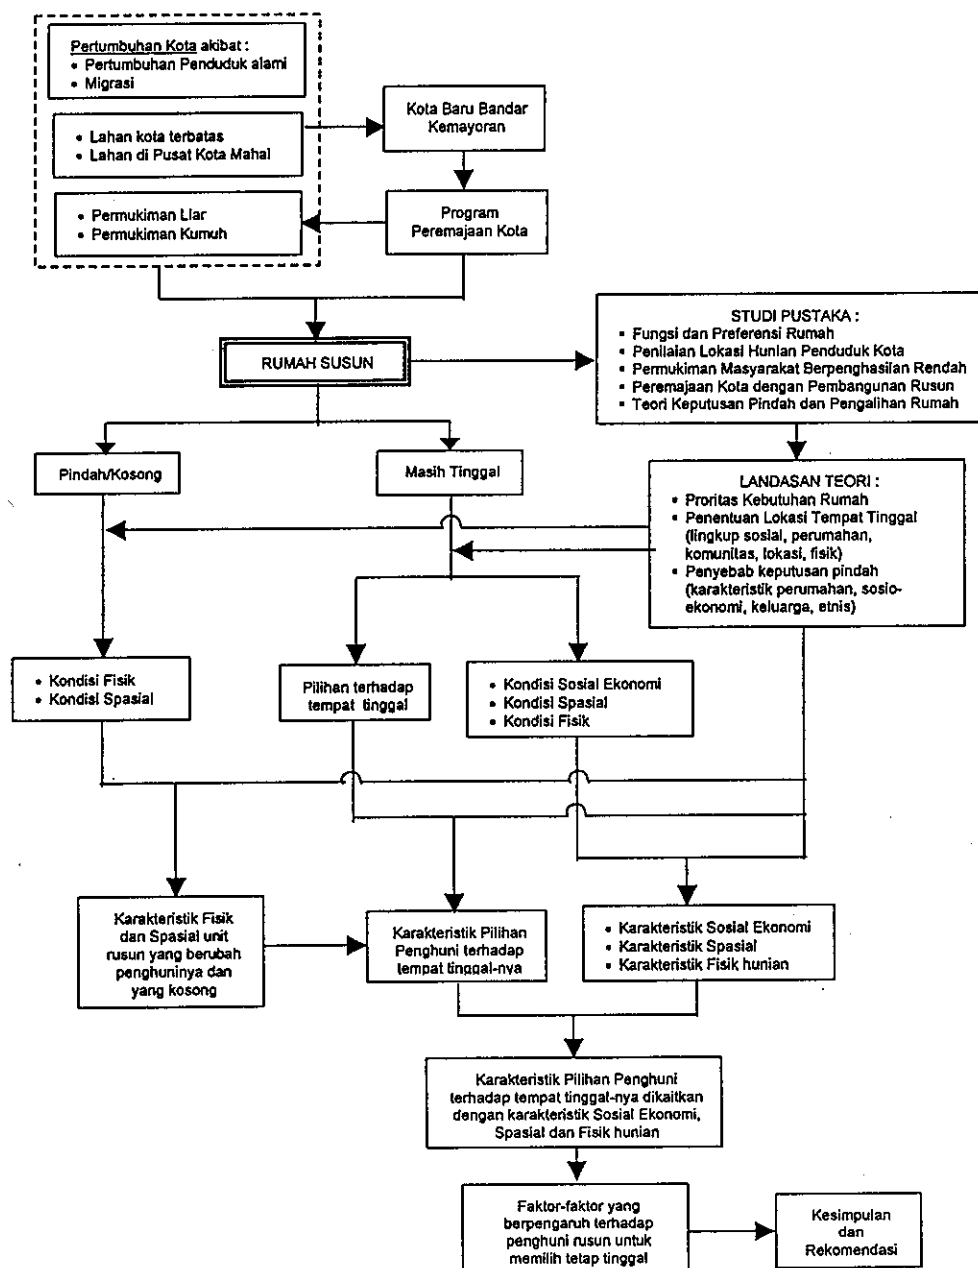 Pertumbuhan Kota akibat :
• Pertumbuhan Penduduk alami
• Migrasi
• Lahan kota terbatas
• Lahan di Pusat Kota Mahal
Kota Baru Bandar
Kemayoran
• Permukiman Liar
• Permukiman Kumuh
Program
Peremajaan Kota
RUMAH SUSUN
STUDI PUSTAKA :
▪ Fungsi dan Preferensi Rumah
▪ Penilaian Lokasi Hunian Penduduk Kota
▪ Permukiman Masyarakat Berpenghasilan Rendah
▪ Peremajaan Kota dengan Pembangunan Rusun
▪ Teori Keputusan Pindah dan Pengalihan Rumah
Pindah/Kosong
Masih Tinggal
LANDASAN TEORI :
• Proritas Kebutuhan Rumah
• Penentuan Lokasi Tempat Tinggal
(lingkup sosial, perumahan,
komunitas, lokasi, fisik)
• Penyebab keputusan pindah
(karakteristik perumahan, sosio-
ekonomi, keluarga, etnis)
• Kondisi Fisik
• Kondisi Spasial
Pilihan terhadap
tempat tinggal
• Kondisi Sosial Ekonomi
• Kondisi Spasial
• Kondisi Fisik
Karakteristik Fisik
dan Spasial unit
rusun yang berubah
penghuninya dan
yang kosong
Karakteristik Pilihan
Penghuni terhadap
tempat tinggal-nya
• Karakteristik Sosial Ekonomi
• Karakteristik Spasial
• Karakteristik Fisik hunian
Karakteristik Pilihan Penghuni
terhadap tempat tinggal-nya dikaitkan
dengan karakteristik Sosial Ekonomi,
Spasial dan Fisik hunian
Faktor-faktor yang
berpengaruh terhadap
penghuni rusun untuk
memilih tetap tinggal
Kesimpulan
dan
Rekomendasi